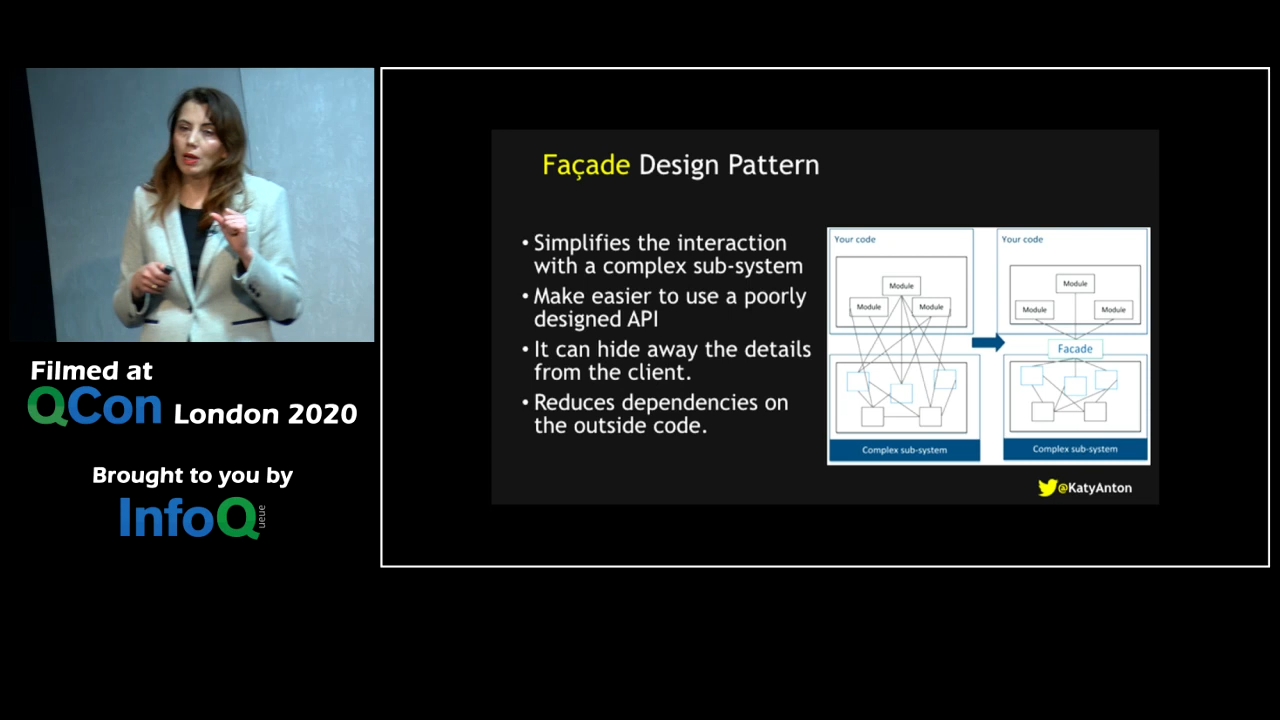 Filmed at
QCon London 2020
Brought to you by
InfoQ
ueue
Façade Design Pattern
• Simplifies the interaction
with a complex sub-system
• Make easier to use a poorly
designed API
• It can hide away the details
from the client.
• Reduces dependencies on
the outside code.
Your code
Module
Module
Module
Complex sub-system
Your code
Module
Module
Module
Facade
Complex sub-system
@KatyAnton